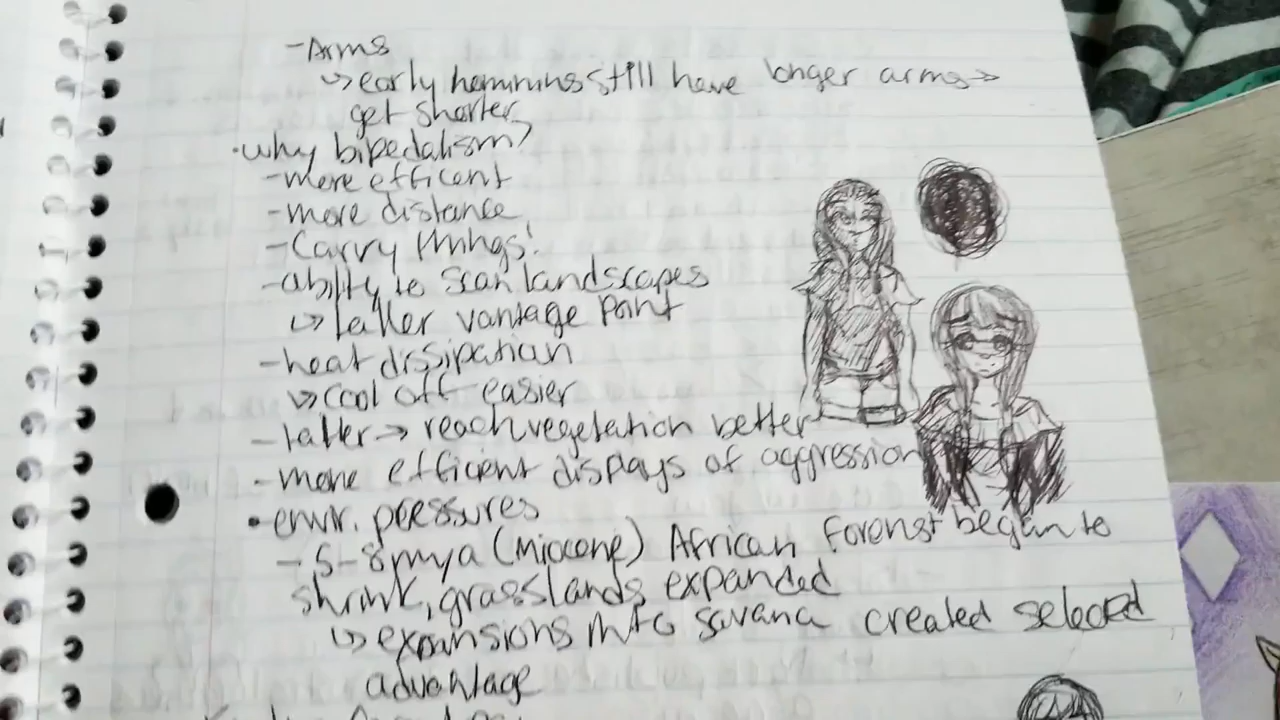 -Arms
↳early hominins still have longer arms→
get shorter
•why bipedalism?
-more efficent
-more distance
-Carry things!
-ability to scan landscapes
↳taller vantage point
-heat dissipation
↳cool off easier
-taller→ reach vegetation better
-more efficient displays of aggression
•envir. pressures
-5-8mya (Miocene) African Forenst began to
shrink, grasslands expanded
↳expansions into savana created selected
advantage